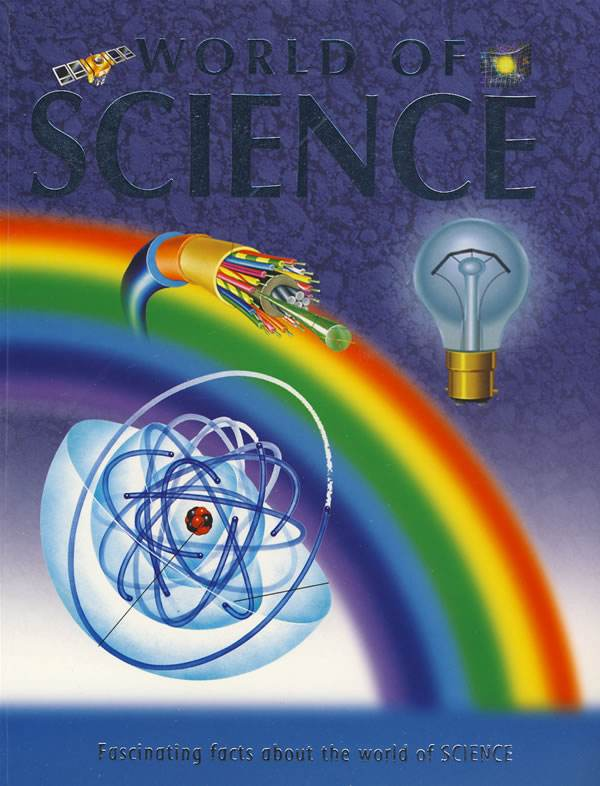 WORLD OF
SCIENCE
Fascinating facts about the world of SCIENCE